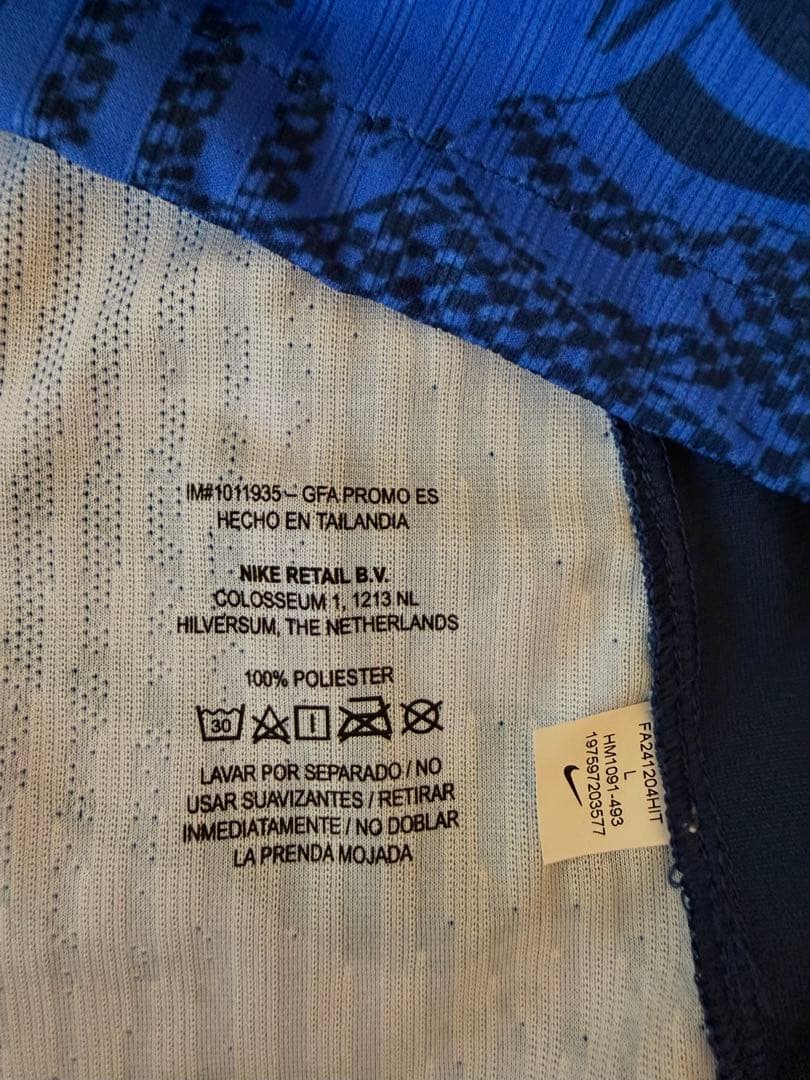 IM#1011935– GFA PROMO ES
HECHO EN TAILANDIA
NIKE RETAIL B.V.
COLOSSEUM 1, 1213 NL
HILVERSUM, THE NETHERLANDS
100% POLIESTER
30
LAVAR POR SEPARADO / NO
USAR SUAVIZANTES / RETIRAR
INMEDIATAMENTE / NO DOBLAR
LA PRENDA MOJADA
FA241204HIT
L
HM1091-493
197597203577